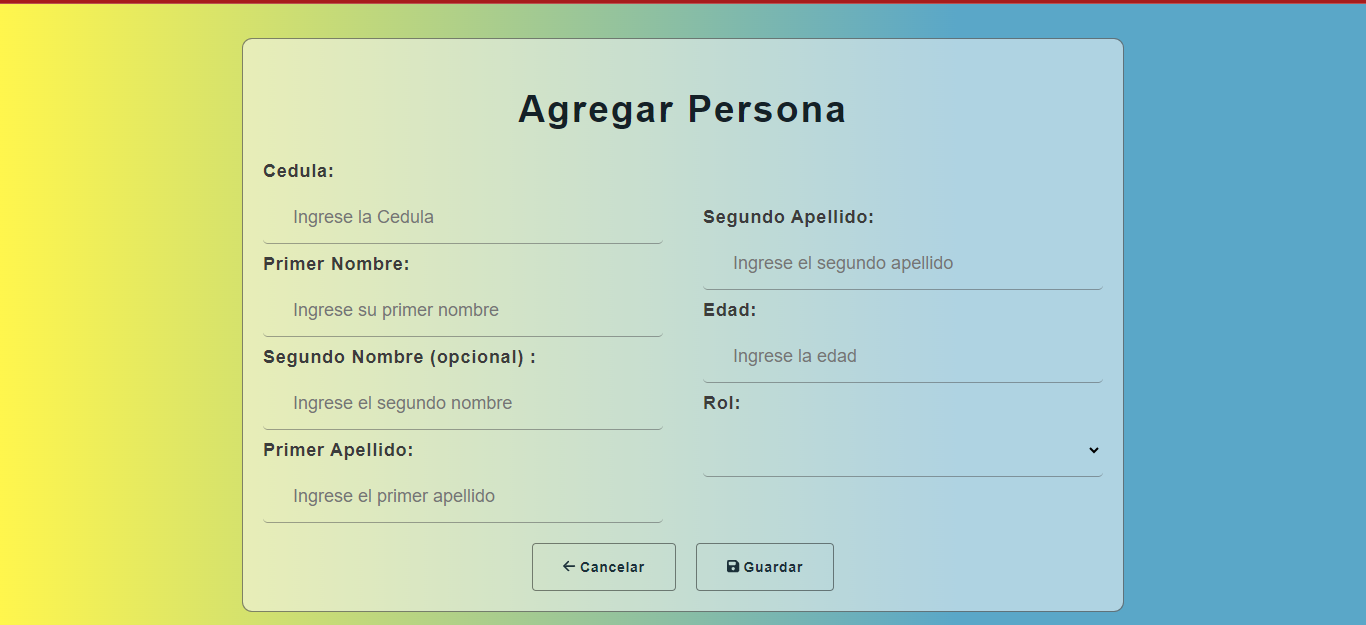 Agregar Persona
Cedula:
Ingrese la Cedula
Primer Nombre:
Ingrese su primer nombre
Segundo Nombre (opcional) :
Ingrese el segundo nombre
Primer Apellido:
Ingrese el primer apellido
Segundo Apellido:
Ingrese el segundo apellido
Edad:
Ingrese la edad
Rol:
Cancelar
Guardar